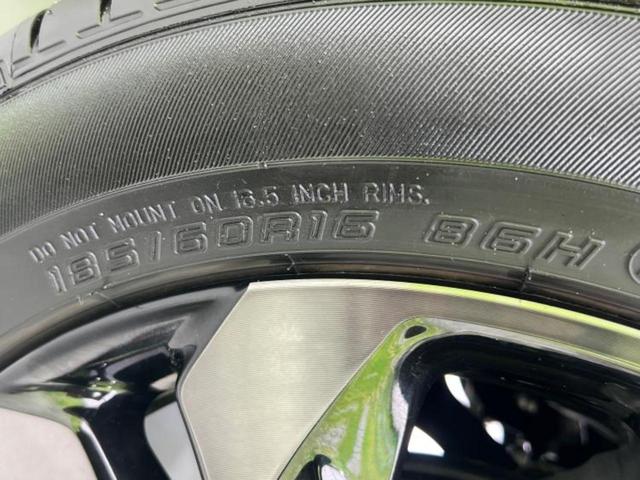 DO NOT MOUNT ON 16.5 INCH RIMS.
185/60R16 86H